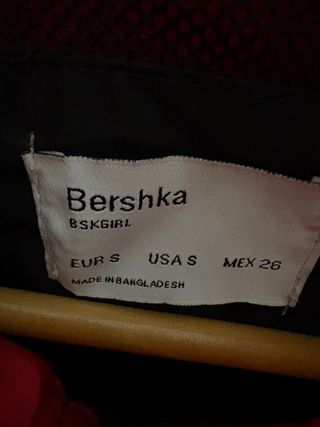 Bershka
BSKGIRL
EUR S USA S MEX 26
MADE IN BANGLADESH